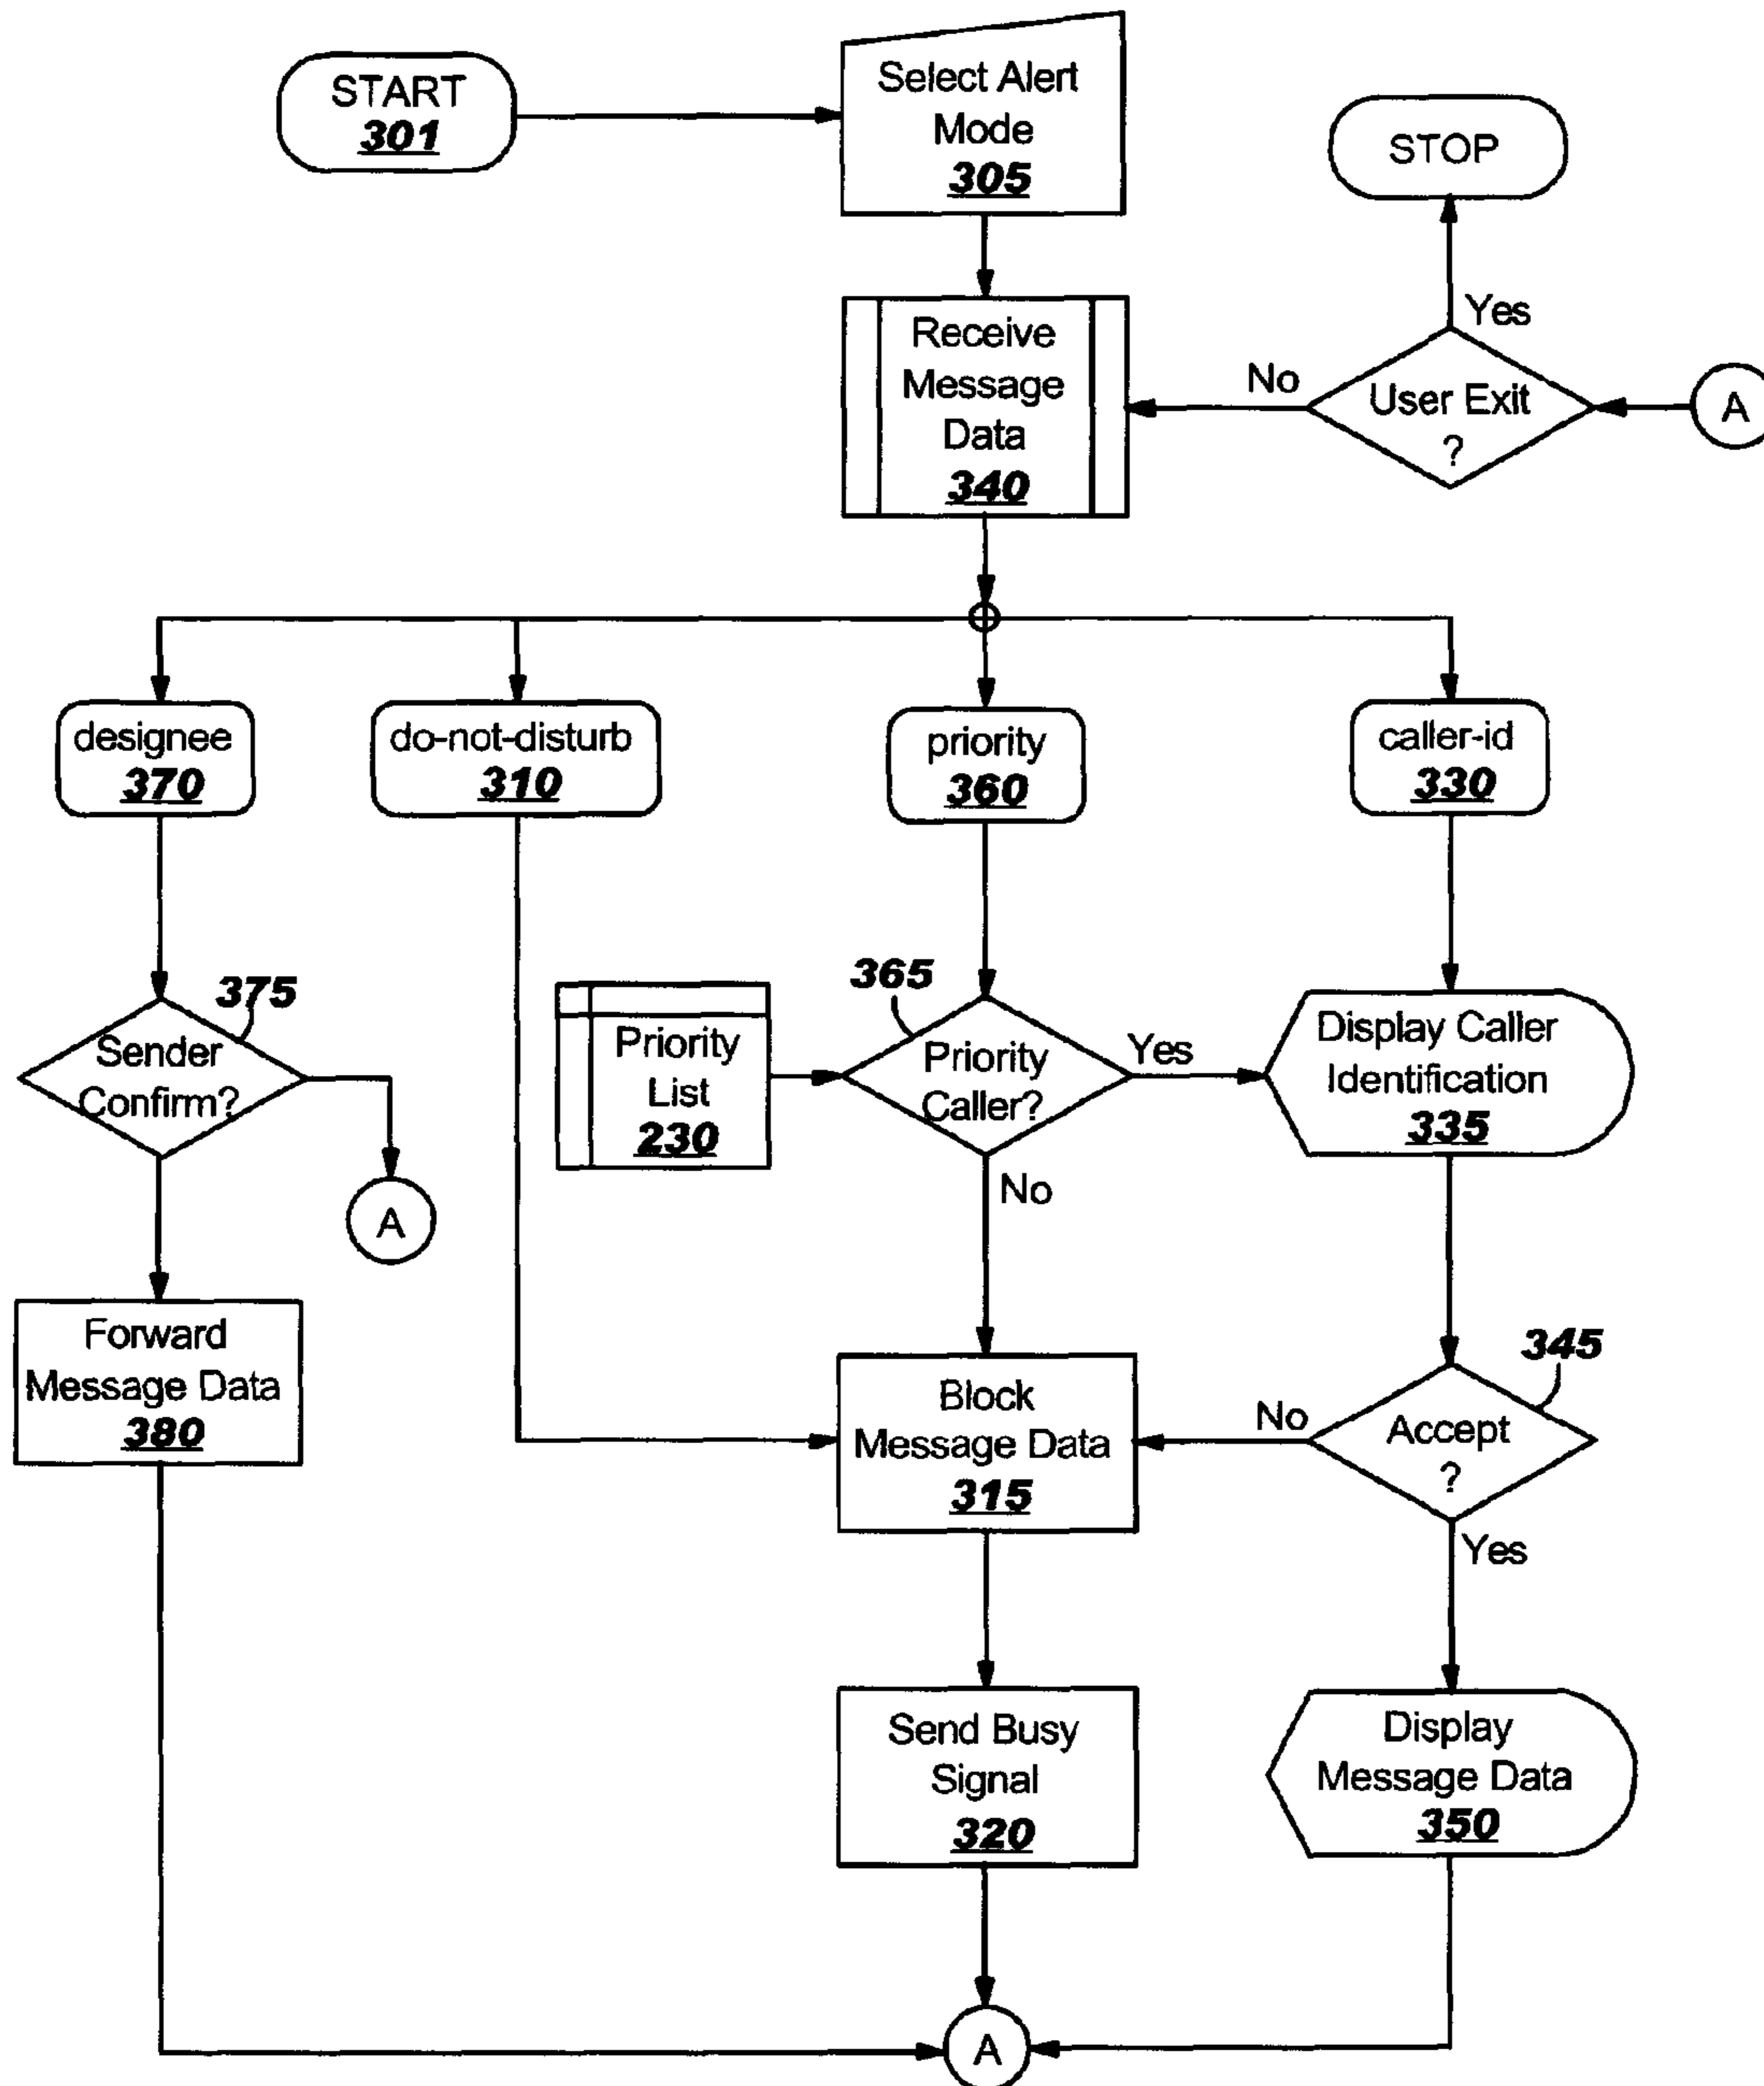 START
301
Select Alert
Mode
305
STOP
Receive
Message
Data
340
Yes
No
User Exit
?
A
designee
370
do-not-disturb
310
priority
360
caller-id
330
375
Sender
Confirm?
A
Priority
List
230
365
Priority
Caller?
Yes
No
Display Caller
Identification
335
Forward
Message Data
380
Block
Message Data
315
No
345
Accept
?
Yes
Send Busy
Signal
320
Display
Message Data
350
A